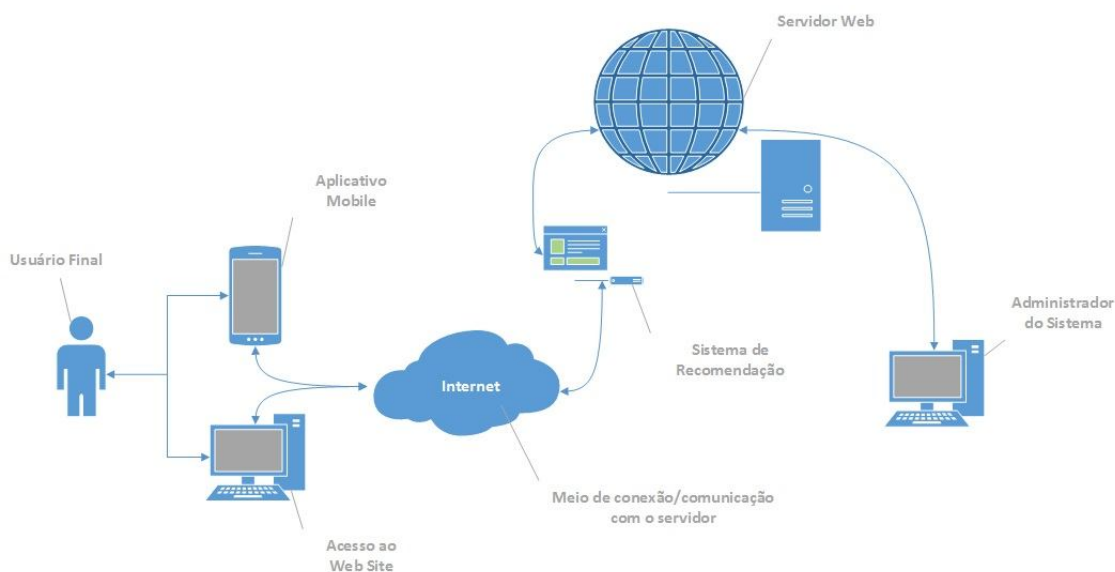 Servidor Web
Aplicativo
Mobile
Usuário Final
Administrador
do Sistema
Sistema de
Recomendação
Internet
Meio de conexão/comunicação
com o servidor
Acesso ao
Web Site